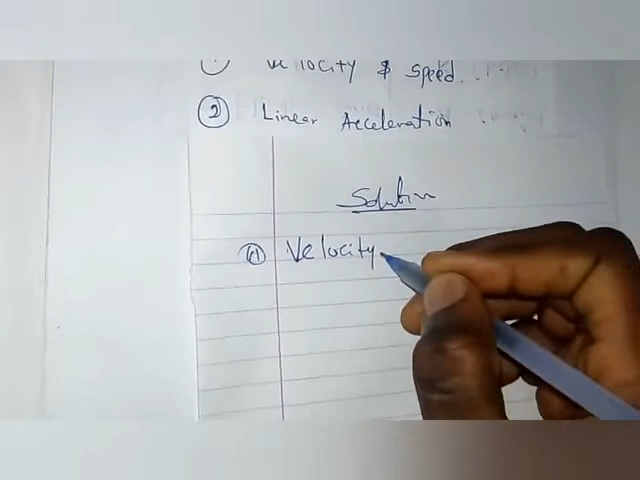 ① Velocity & Speed.
② Linear Acceleration.
Solution
(a) Velocity